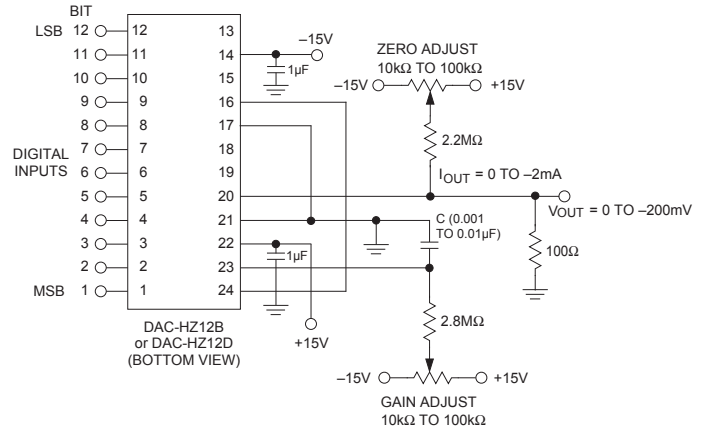 BIT
LSB 12 12 13
11 11 14 –15V
1µF
10 10 15
9 9 16
8 8 17
7 7 18
DIGITAL
INPUTS
6 6 19
5 5 20
4 4 21
3 3 22
1µF
2 2 23
MSB 1 1 24
+15V
DAC-HZ12B
or DAC-HZ12D
(BOTTOM VIEW)
ZERO ADJUST
10kΩ TO 100kΩ
–15V +15V
2.2MΩ
IOUT = 0 TO –2mA
VOUT = 0 TO –200mV
C (0.001
TO 0.01µF)
100Ω
2.8MΩ
–15V +15V
GAIN ADJUST
10kΩ TO 100kΩ